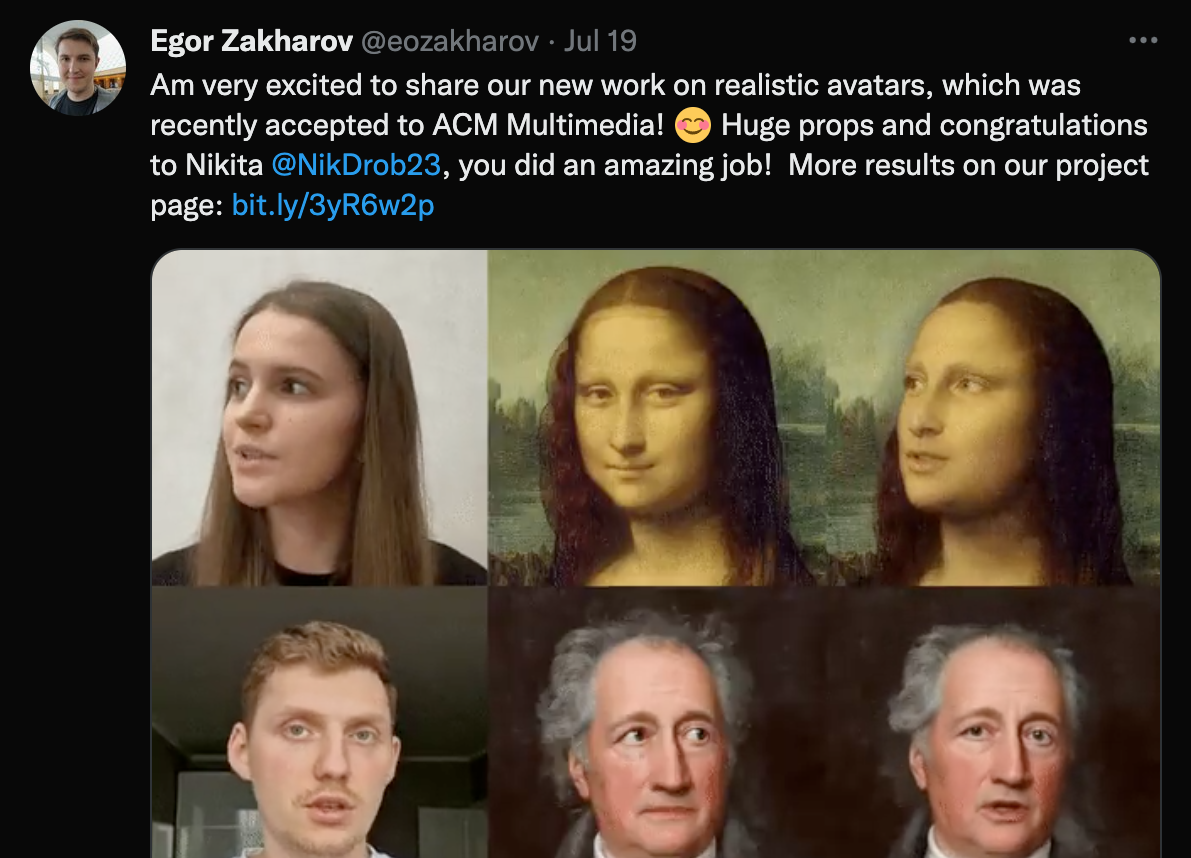 Egor Zakharov @eozakharov · Jul 19
Am very excited to share our new work on realistic avatars, which was
recently accepted to ACM Multimedia! 😊 Huge props and congratulations
to Nikita @NikDrob23, you did an amazing job!  More results on our project
page: bit.ly/3yR6w2p